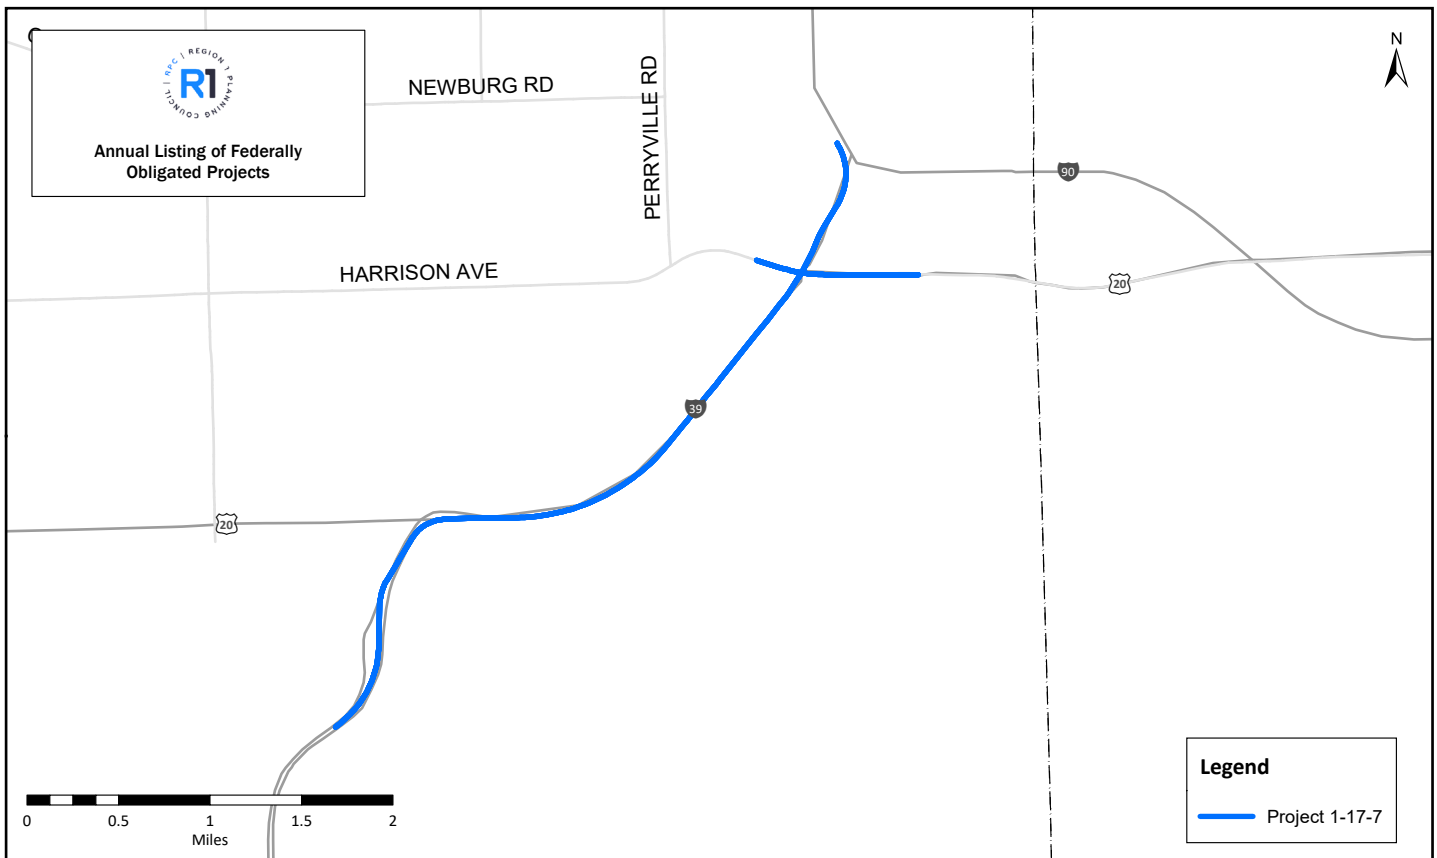 RPC | REGION 1 PLANNING COUNCIL |
R1
Annual Listing of Federally
Obligated Projects
NEWBURG RD
PERRYVILLE RD
N
90
HARRISON AVE
20
39
20
Legend
Project 1-17-7
0 0.5 1 1.5 2
Miles